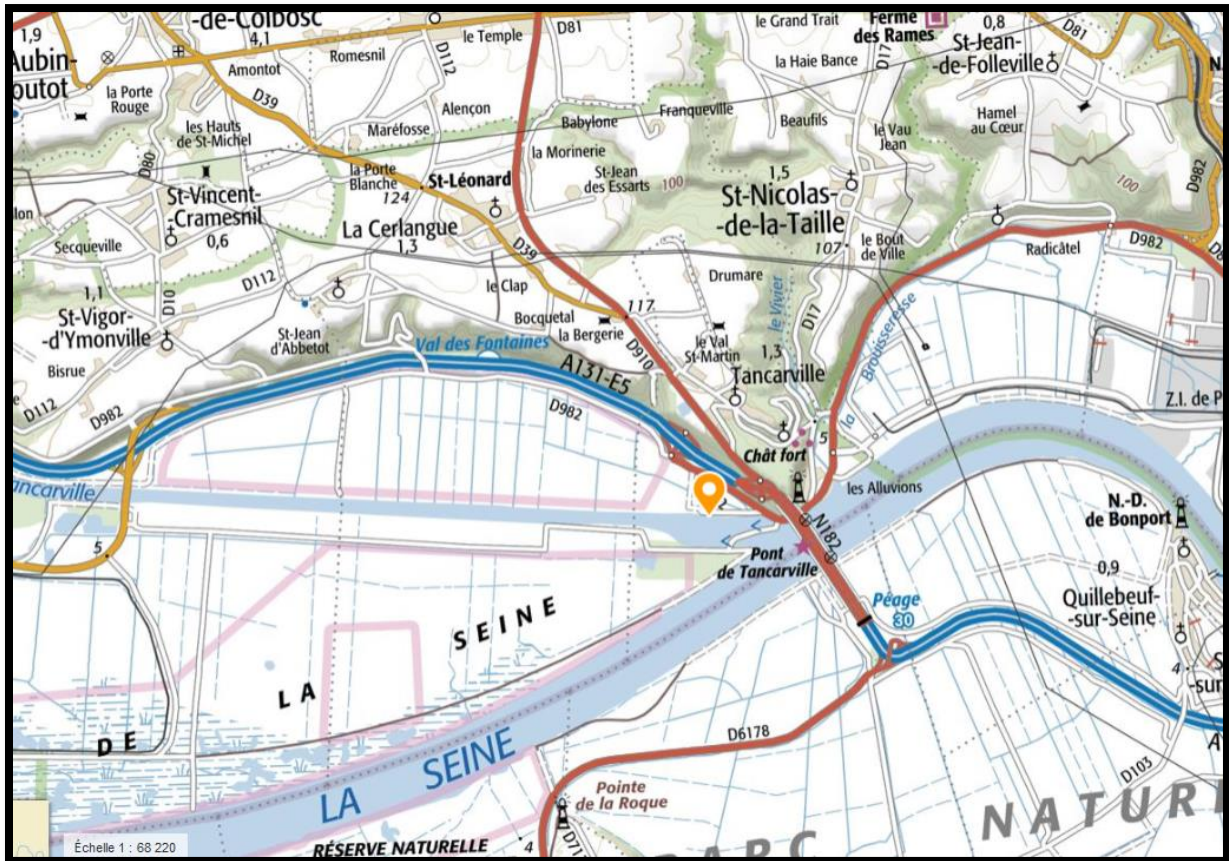 -de-Colbosc
1,9
4,1
Aubin-
outot
la Porte
Rouge
Amontot
Romesnil
le Temple
D112
D81
le Grand Trait
la Haie Bance
Ferme
des Rames
D17
0,8
St-Jean-
-de-Folleville
D81
D39
les Hauts
de St-Michel
Alençon
Maréfosse
Babylone
Franqueville
Beaufils
le Vau
Jean
Hamel
au Cœur
D80
St-Vincent-
-Cramesnil
0,6
la Porte
Blanche
124
St-Léonard
la Morinerie
St-Jean
des Essarts
100
1,5
St-Nicolas-
-de-la-Taille
107
100
D982
La Cerlangue
1,3
D39
Secqueville
D112
le Clap
Drumare
le Bout
de Ville
Radicâtel
D982
1,1
St-Vigor-
-d'Ymonville
D10
St-Jean
d'Abbetot
Bocquetal
la Bergerie
117
le Vivier
D17
Bisrue
Val des Fontaines
A131-E5
D910
le Val
St-Martin
1,3
Tancarville
la Brouisseresse
D112
D982
D982
Z.I. de P
Chât fort
5
les Alluvions
ancarville
5
N182
Pont
de Tancarville
N.-D.
de Bonport
0,9
Quillebeuf-
-sur-Seine
Péage
30
4
-sur
DE LA SEINE
LA SEINE
D6178
D103
Pointe
de la Roque
RÉSERVE NATURELLE
4
PARC
NATUR
Échelle 1 : 68 220